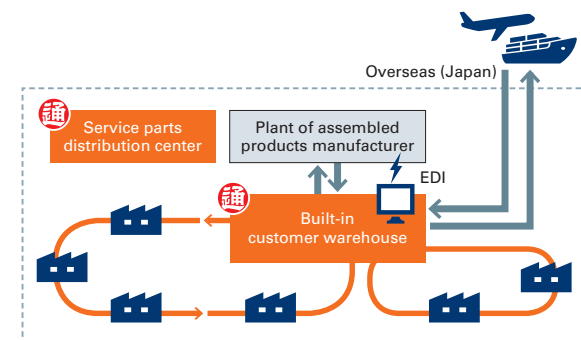 Overseas (Japan)
通
Service parts
distribution center
Plant of assembled
products manufacturer
EDI
通
Built-in
customer warehouse